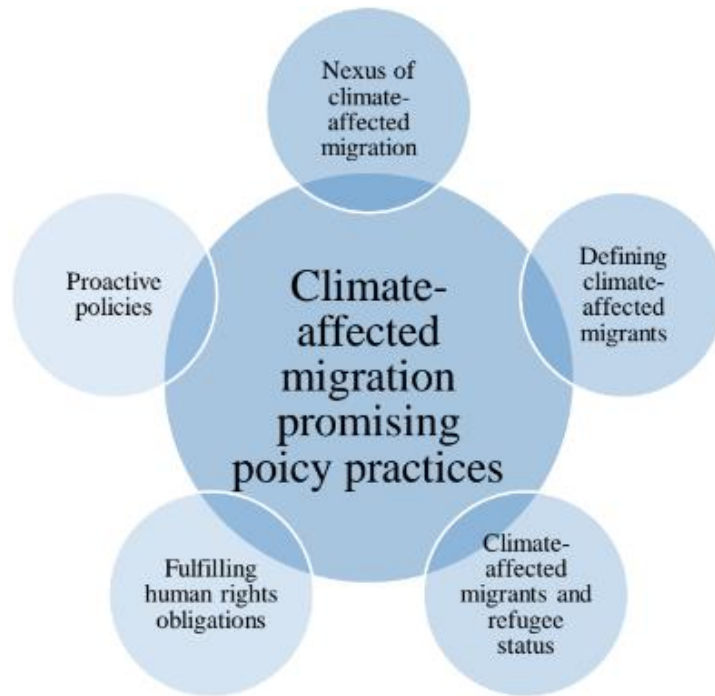 Nexus of
climate-
affected
migration
Proactive
policies
Defining
climate-
affected
migrants
Climate-
affected
migration
promising
poicy practices
Fulfilling
human rights
obligations
Climate-
affected
migrants and
refugee
status